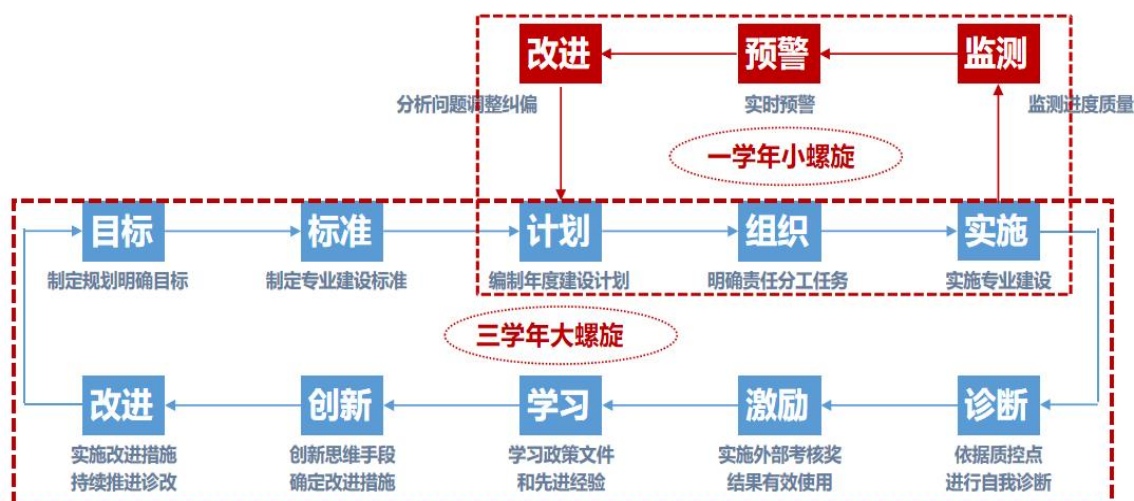 改进
预警
监测
分析问题调整纠偏
实时预警
监测进度质量
一学年小螺旋
目标
标准
计划
组织
实施
制定规划明确目标
制定专业建设标准
编制年度建设计划
明确责任分工任务
实施专业建设
三学年大螺旋
改进
创新
学习
激励
诊断
实施改进措施
持续推进诊改
创新思维手段
确定改进措施
学习政策文件
和先进经验
实施外部考核奖
结果有效使用
依据质控点
进行自我诊断